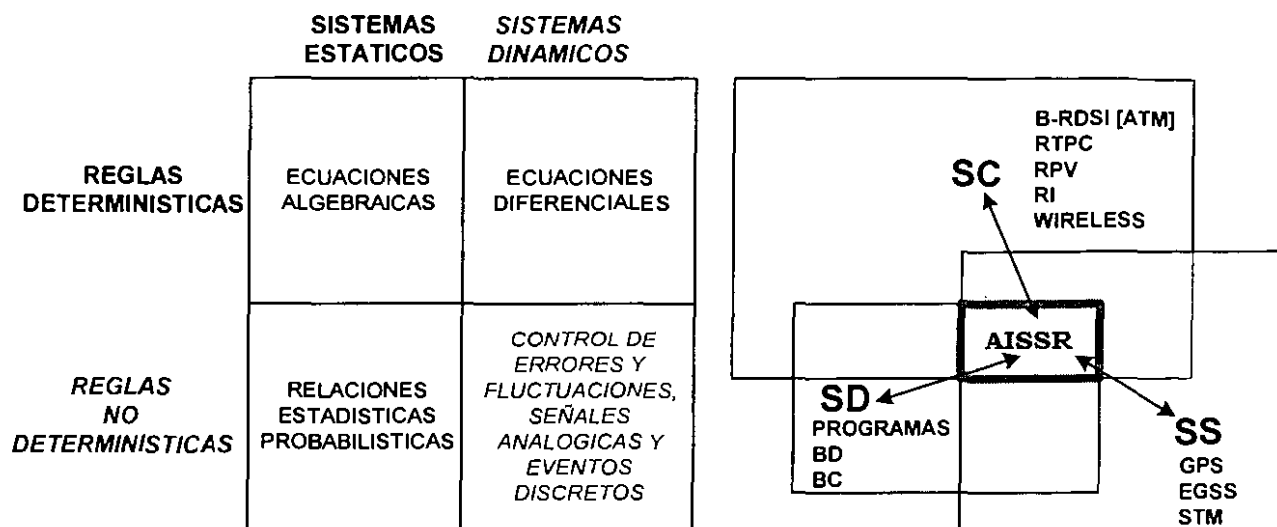 SISTEMAS
ESTATICOS
SISTEMAS
DINAMICOS
REGLAS
DETERMINISTICAS
ECUACIONES
ALGEBRAICAS
ECUACIONES
DIFERENCIALES
REGLAS
NO
DETERMINÍSTICAS
RELACIONES
ESTADISTICAS
PROBABILISTICAS
CONTROL DE
ERRORES Y
FLUCTUACIONES,
SEÑALES
ANALOGICAS Y
EVENTOS
DISCRETOS
B-RDSI [ATM]
RTPC
RPV
RI
WIRELESS
SC
AISSR
SD
PROGRAMAS
BD
BC
SS
GPS
EGSS
STM